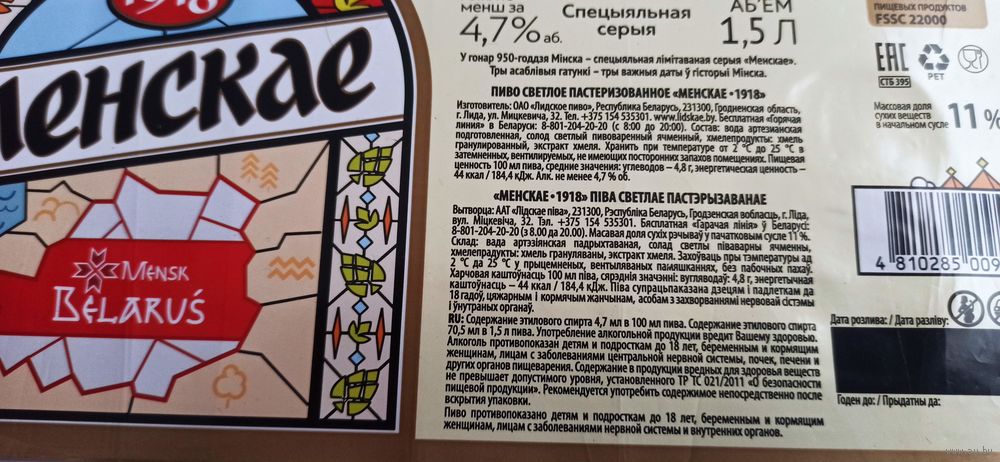 1918
Менскае
MENSK
BELARUŚ
менш за
4,7% аб.
Спецыяльная
серыя
АБ'ЕМ
1,5 Л
У гонар 950-годдзя Мінска – спецыяльная лімітаваная серыя «Менскае».
Тры асаблівыя гатункі – тры важныя даты ў гісторыі Мінска.
ПИВО СВЕТЛОЕ ПАСТЕРИЗОВАННОЕ «МЕНСКАЕ • 1918»
Изготовитель: ОАО «Лидское пиво», Республика Беларусь, 231300, Гродненская область,
г. Лида, ул. Мицкевича, 32. Тел. +375 154 535301. www.lidskae.by. Бесплатная «Горячая
линия» в Беларуси: 8-801-204-20-20 (с 8:00 до 20:00). Состав: вода артезианская
подготовленная, солод светлый пивоваренный ячменный, хмелепродукты: хмель
гранулированный, экстракт хмеля. Хранить при температуре от 2 °С до 25 °С в
затемненных, вентилируемых, не имеющих посторонних запахов помещениях. Пищевая
ценность 100 мл пива, средние значения: углеводов – 4,8 г, энергетическая ценность –
44 ккал / 184,4 кДж. Алк. не менее 4,7 % об.
«МЕНСКАЕ • 1918» ПІВА СВЕТЛАЕ ПАСТЭРЫЗАВАНАЕ
Вытворца: ААТ «Лідскае піва», 231300, Рэспубліка Беларусь, Гродзенская вобласць, г. Ліда,
вул. Міцкевіча, 32. Тэл. +375 154 535301. Бясплатная «Гарачая лінія» ў Беларусі:
8-801-204-20-20 (з 8.00 да 20.00). Масавая доля сухіх рэчываў у пачатковым сусле 11 %.
Склад: вада артэзіянская падрыхтаваная, солад светлы піваварны ячменны,
хмелепрадукты: хмель грануляваны, экстракт хмеля. Захоўваць пры тэмпературы ад
2 °С да 25 °С у прыцемненых, вентыляваных памяшканнях, без пабочных пахаў.
Харчовая каштоўнасць 100 мл піва, сярэднія значэнні: вугляводаў – 4,8 г, энергетычная
каштоўнасць – 44 ккал / 184,4 кДж. Піва супрацьпаказана дзецям і падлеткам да
18 гадоў, цяжарным і кормячым жанчынам, асобам з захворваннямі нервовай сістэмы
і ўнутраных органаў.
RU: Содержание этилового спирта 4,7 мл в 100 мл пива. Содержание этилового спирта
70,5 мл в 1,5 л пива. Употребление алкогольной продукции вредит Вашему здоровью.
Алкоголь противопоказан детям и подросткам до 18 лет, беременным и кормящим
женщинам, лицам с заболеваниями центральной нервной системы, почек, печени и
других органов пищеварения. Содержание в продукции вредных для здоровья веществ
не превышает допустимого уровня, установленного ТР ТС 021/2011 «О безопасности
пищевой продукции». Рекомендуется употребить содержимое непосредственно после
вскрытия упаковки.
Пиво противопоказано детям и подросткам до 18 лет, беременным и кормящим
женщинам, лицам с заболеваниями нервной системы и внутренних органов.
ПИЩЕВЫХ ПРОДУКТОВ
FSSC 22000
EAC
СТБ 395
PET
Массовая доля
сухих веществ
в начальном сусле
11 %
4 810285 009
Дата розлива: / Дата разліву:
Годен до: / Прыдатны да: